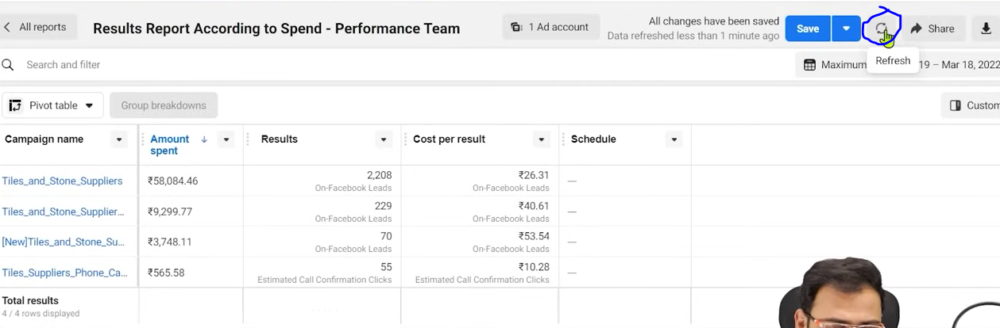 All reports
Results Report According to Spend - Performance Team
1 Ad account
All changes have been saved
Data refreshed less than 1 minute ago
Save
Share
Refresh
Search and filter
Maximum
19 – Mar 18, 2022
Pivot table
Group breakdowns
Custom
Campaign name
Amount spent
Results
Cost per result
Schedule
Tiles_and_Stone_Suppliers ₹58,084.46 2,208 ₹26.31 —
On-Facebook Leads On-Facebook Leads
Tiles_and_Stone_Supplier... ₹9,299.77 229 ₹40.61 —
On-Facebook Leads On-Facebook Leads
[New]Tiles_and_Stone_Su... ₹3,748.11 70 ₹53.54 —
On-Facebook Leads On-Facebook Leads
Tiles_Suppliers_Phone_Ca... ₹565.58 55 ₹10.28 —
Estimated Call Confirmation Clicks Estimated Call Confirmation Clicks
Total results
4 / 4 rows displayed